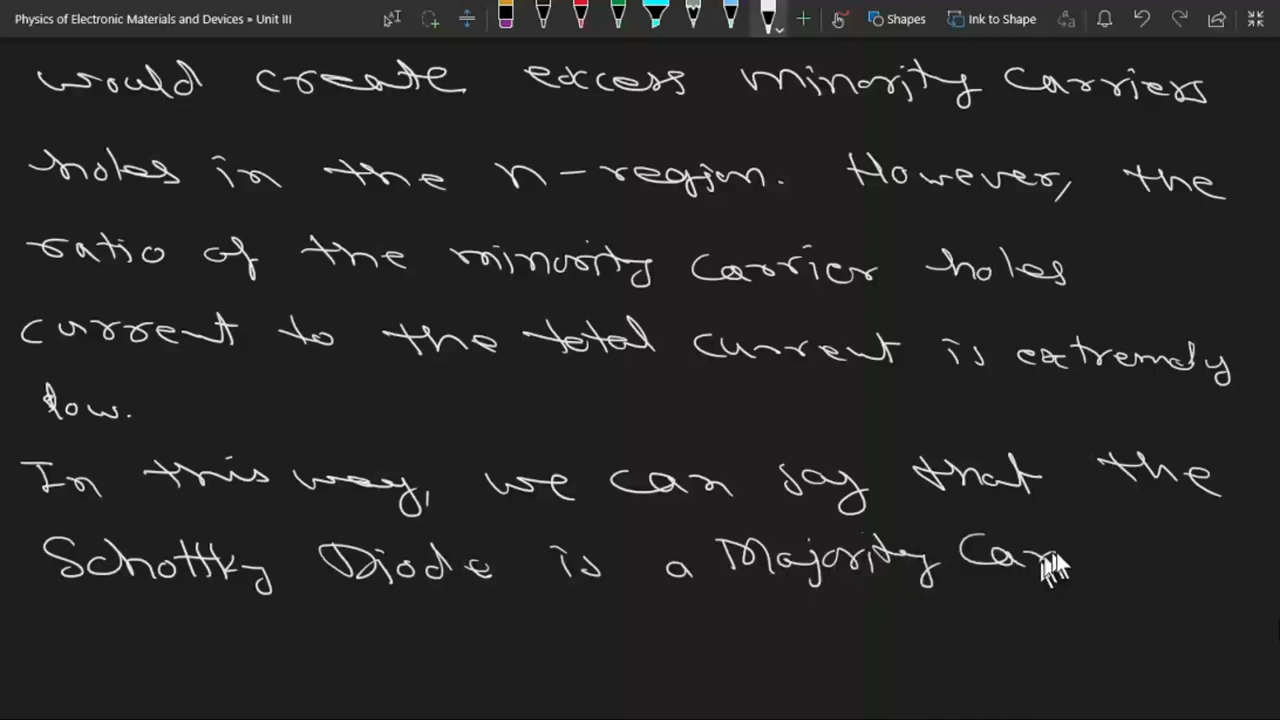 Physics of Electronic Materials and Devices » Unit III
Shapes
Ink to Shape
would create excess minority carriers
holes in the n-region. However, the
ratio of the minority carrier holes
current to the total current is extremely
low.
In this way, we can say that the
Schottky Diode is a Majority Car